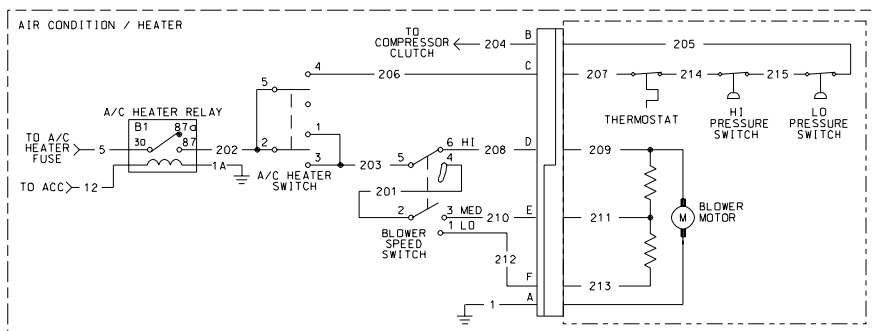 AIR CONDITION / HEATER
TO
COMPRESSOR
CLUTCH
204
B
205
4
206
C
207
214
215
5
THERMOSTAT
HI
PRESSURE
SWITCH
LO
PRESSURE
SWITCH
A/C HEATER RELAY
B1
87a
30
87
TO A/C
HEATER
FUSE
5
202
2
1
1A
TO ACC
12
3
203
A/C HEATER
SWITCH
5
6 HI
4
208
D
209
201
2
3 MED
1 LO
210
E
211
BLOWER
SPEED
SWITCH
212
M
BLOWER
MOTOR
F
213
1
A